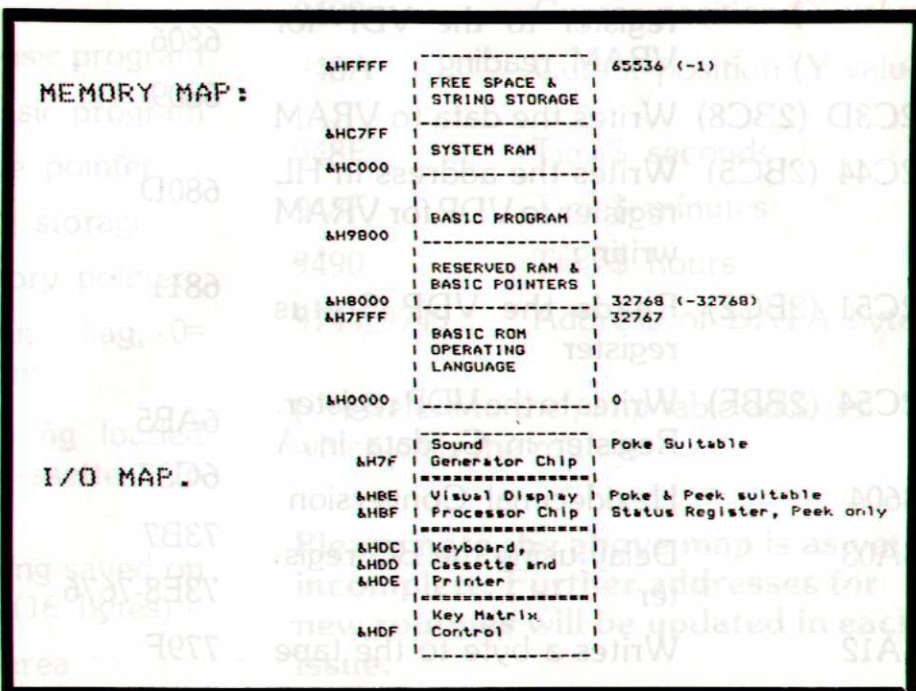 &HFFFF 65536 (-1)
MEMORY MAP:
FREE SPACE &
STRING STORAGE
&HC7FF
SYSTEM RAM
&HC000
BASIC PROGRAM
&H9800
RESERVED RAM &
BASIC POINTERS
&H8000 32768 (-32768)
&H7FFF 32767
BASIC ROM
OPERATING
LANGUAGE
&H0000 0
I/O MAP.
Sound Poke Suitable
&H7F Generator Chip
&HBE Visual Display Poke & Peek suitable
&HBF Processor Chip Status Register, Peek only
&HDC Keyboard,
&HDD Cassette and
&HDE Printer
Key Matrix
&HDF Control